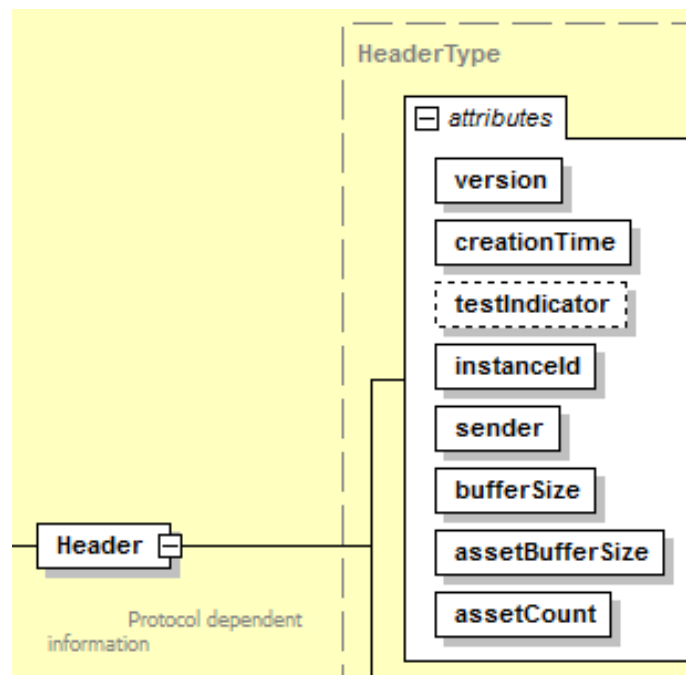 HeaderType
attributes
version
creationTime
testIndicator
instanceId
sender
bufferSize
assetBufferSize
assetCount
Header
Protocol dependent
information